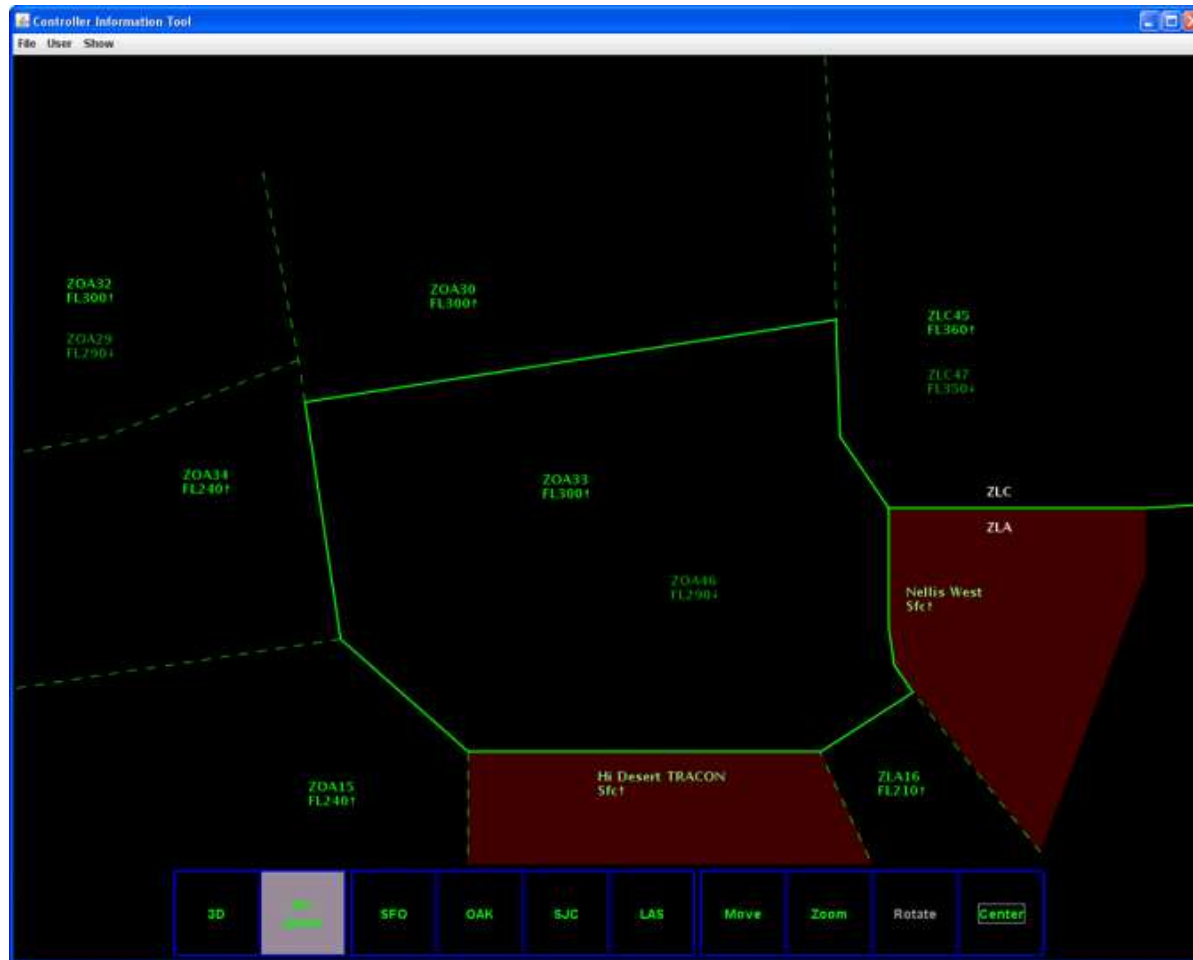 Controller Information Tool
File User Show
ZOA32
FL300↑
ZOA29
FL290↓
ZOA30
FL300↑
ZLC45
FL360↑
ZLC47
FL350↓
ZOA34
FL240↑
ZOA33
FL300↑
ZLC
ZLA
ZOA46
FL290↓
Nellis West
Sfc↑
ZOA15
FL240↑
Hi Desert TRACON
Sfc↑
ZLA16
FL210↑
3D SFO OAK SJC LAS Move Zoom Rotate Center